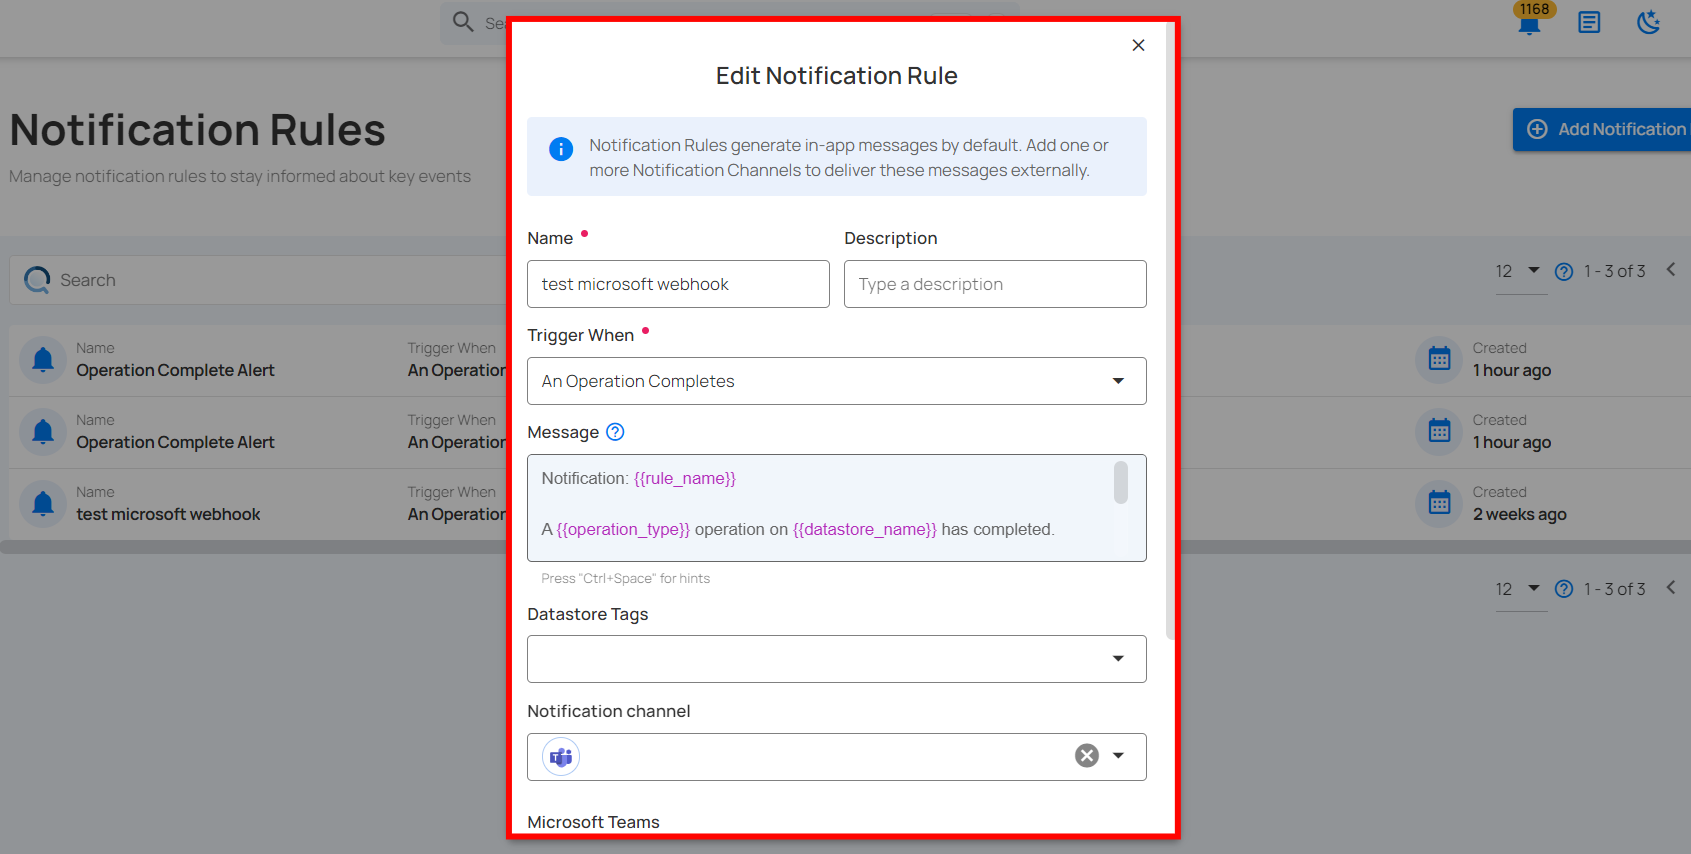 Sea
1168
Notification Rules
Manage notification rules to stay informed about key events
Add Notification
Search
12
1 - 3 of 3
Name
Operation Complete Alert
Trigger When
An Operation
Created
1 hour ago
Name
Operation Complete Alert
Trigger When
An Operation
Created
1 hour ago
Name
test microsoft webhook
Trigger When
An Operation
Created
2 weeks ago
12
1 - 3 of 3
Edit Notification Rule
Notification Rules generate in-app messages by default. Add one or
more Notification Channels to deliver these messages externally.
Name
Description
test microsoft webhook
Type a description
Trigger When
An Operation Completes
Message
Notification: {{rule_name}}
A {{operation_type}} operation on {{datastore_name}} has completed.
Press "Ctrl+Space" for hints
Datastore Tags
Notification channel
Microsoft Teams